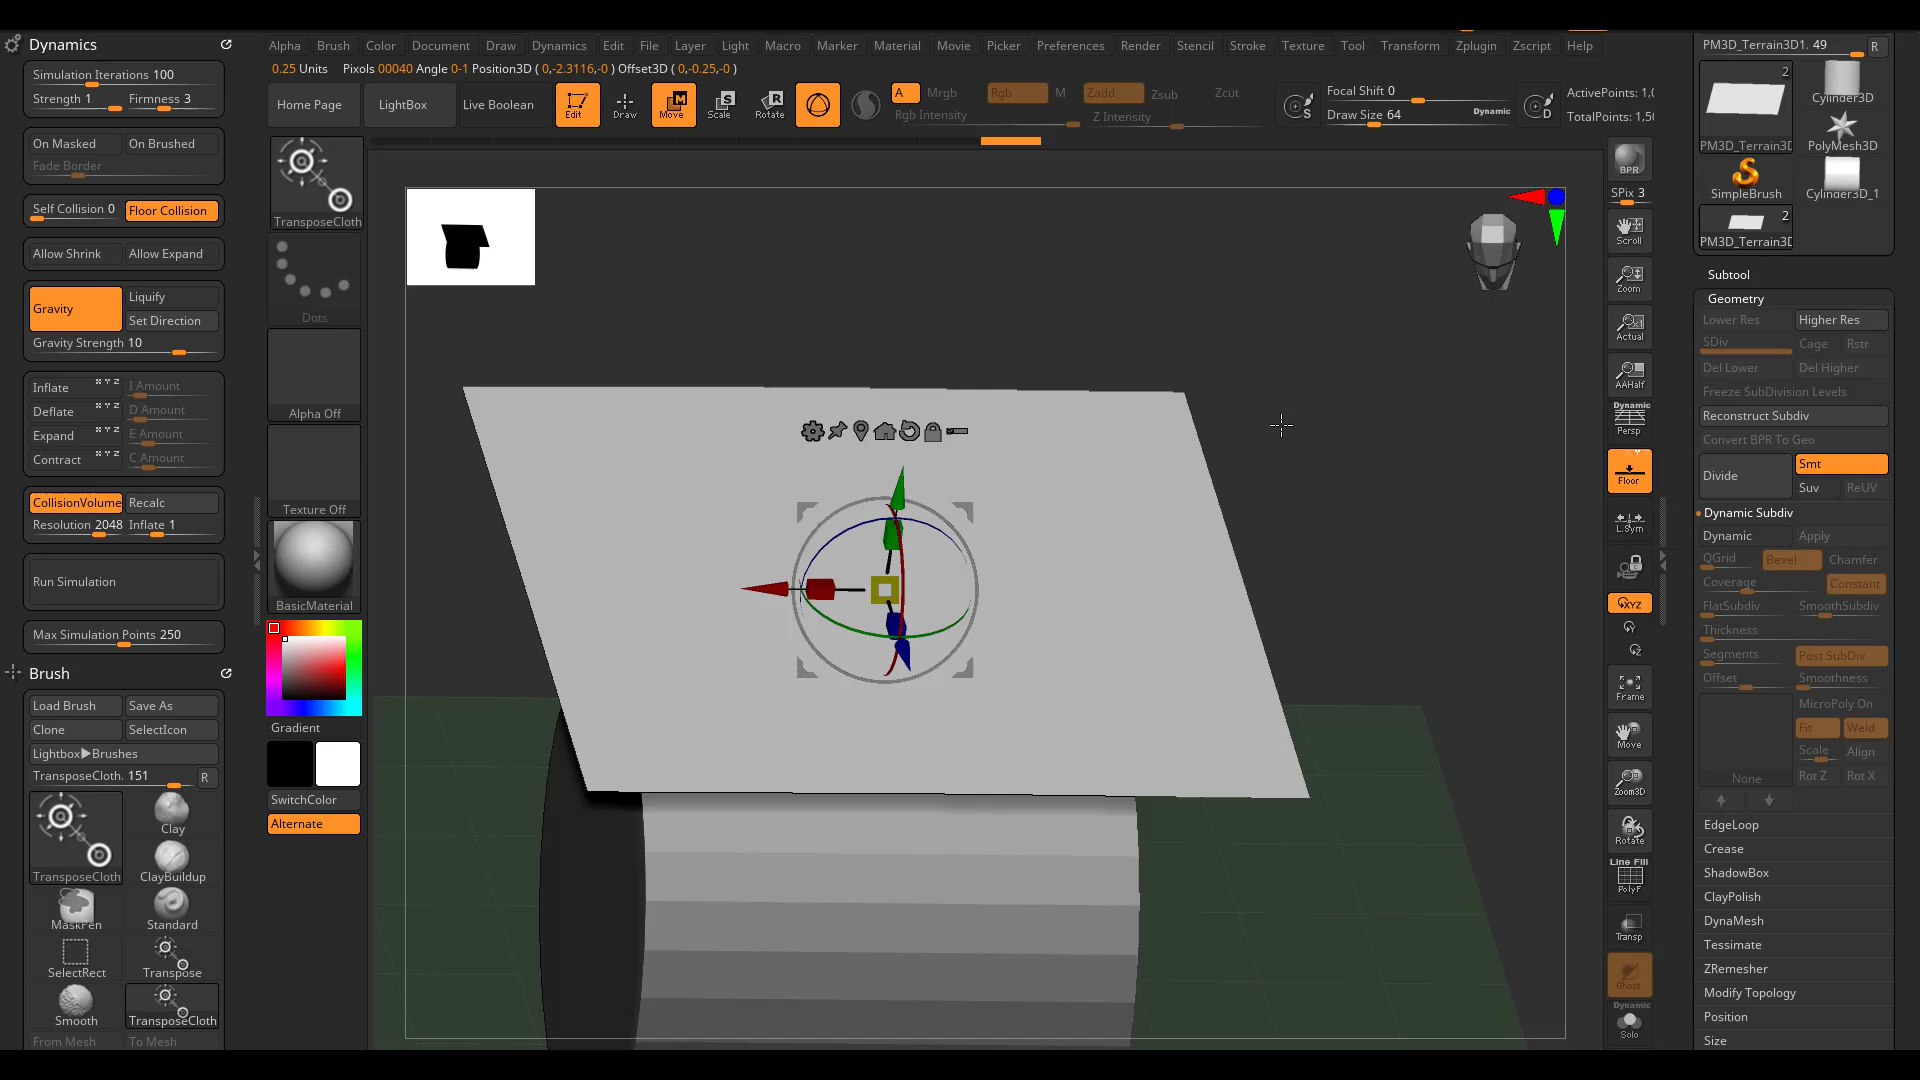 Dynamics
Simulation Iterations 100
Strength 1 Firmness 3
On Masked On Brushed
Fade Border
Self Collision 0 Floor Collision
Allow Shrink Allow Expand
Gravity Liquify
Set Direction
Gravity Strength 10
Inflate X Y Z I Amount
Deflate X Y Z D Amount
Expand X Y Z E Amount
Contract X Y Z C Amount
CollisionVolume Recalc
Resolution 2048 Inflate 1
Run Simulation
Max Simulation Points 250
Brush
Load Brush Save As
Clone SelectIcon
Lightbox▶Brushes
TransposeCloth. 151 R
TransposeCloth
Clay
ClayBuildup
MaskPen Standard
SelectRect Transpose
Smooth TransposeCloth
From Mesh To Mesh
Alpha Brush Color Document Draw Dynamics Edit File Layer Light Macro Marker Material Movie Picker Preferences Render Stencil Stroke Texture Tool Transform Zplugin Zscript Help
0.25 Units Pixols 00040 Angle 0-1 Position3D ( 0,-2.3116,-0 ) Offset3D ( 0,-0.25,-0 )
Home Page LightBox Live Boolean
Edit Draw Move Scale Rotate
A Mrgb Rgb M Zadd Zsub Zcut
Rgb Intensity Z Intensity
S Focal Shift 0
Draw Size 64 Dynamic
D ActivePoints: 1,0
TotalPoints: 1,50
TransposeCloth
Dots
Alpha Off
Texture Off
BasicMaterial
Gradient
SwitchColor
Alternate
BPR
SPix 3
Scroll
Zoom
Actual
AAHalf
Dynamic
Persp
Floor
L.Sym
XYZ
Y
Z
Frame
Move
Zoom3D
Rotate
Line Fill
PolyF
Transp
Ghost
Dynamic
Solo
PM3D_Terrain3D1. 49 R
2
PM3D_Terrain3D
Cylinder3D
PolyMesh3D
SimpleBrush Cylinder3D_1
2
PM3D_Terrain3D
Subtool
Geometry
Lower Res Higher Res
SDiv Cage Rstr
Del Lower Del Higher
Freeze SubDivision Levels
Reconstruct Subdiv
Convert BPR To Geo
Divide Smt
Suv ReUV
Dynamic Subdiv
Dynamic Apply
QGrid Bevel Chamfer
Coverage Constant
FlatSubdiv SmoothSubdiv
Thickness
Segments Post SubDiv
Offset Smoothness
MicroPoly On
Fit Weld
Scale Align
None Rot Z Rot X
EdgeLoop
Crease
ShadowBox
ClayPolish
DynaMesh
Tessimate
ZRemesher
Modify Topology
Position
Size